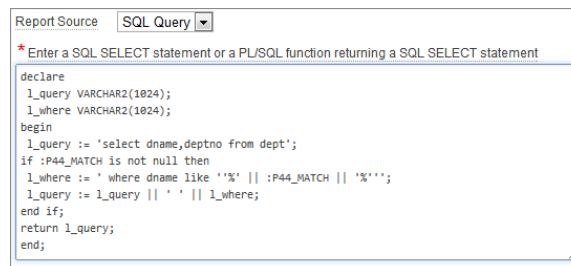 Report Source SQL Query
* Enter a SQL SELECT statement or a PL/SQL function returning a SQL SELECT statement
declare
l_query VARCHAR2(1024);
l_where VARCHAR2(1024);
begin
l_query := 'select dname,deptno from dept';
if :P44_MATCH is not null then
l_where := ' where dname like ''%' || :P44_MATCH || '%''';
l_query := l_query || ' ' || l_where;
end if;
return l_query;
end;